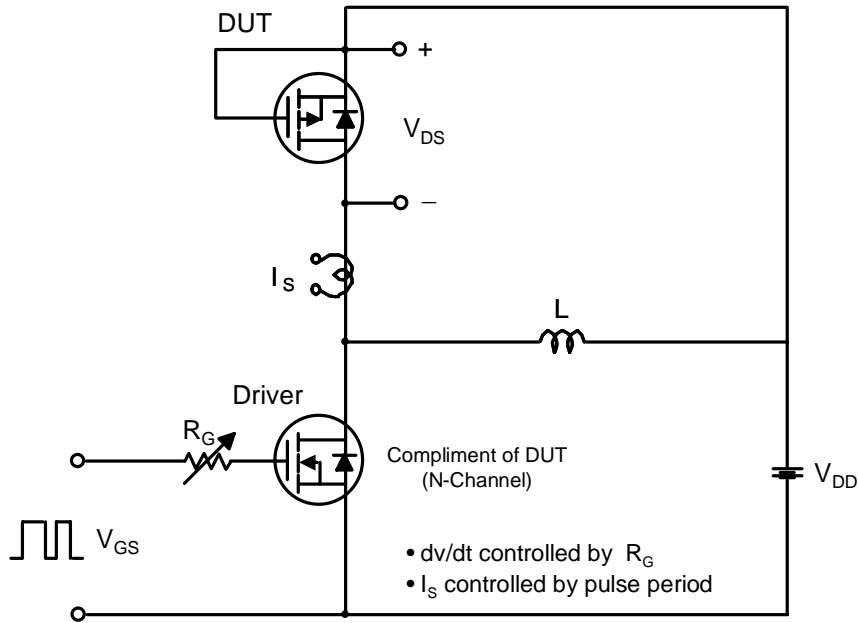 DUT
+
V_DS
−
I_S
L
Driver
R_G
Compliment of DUT
(N-Channel)
V_DD
V_GS
• dv/dt controlled by R_G
• I_S controlled by pulse period